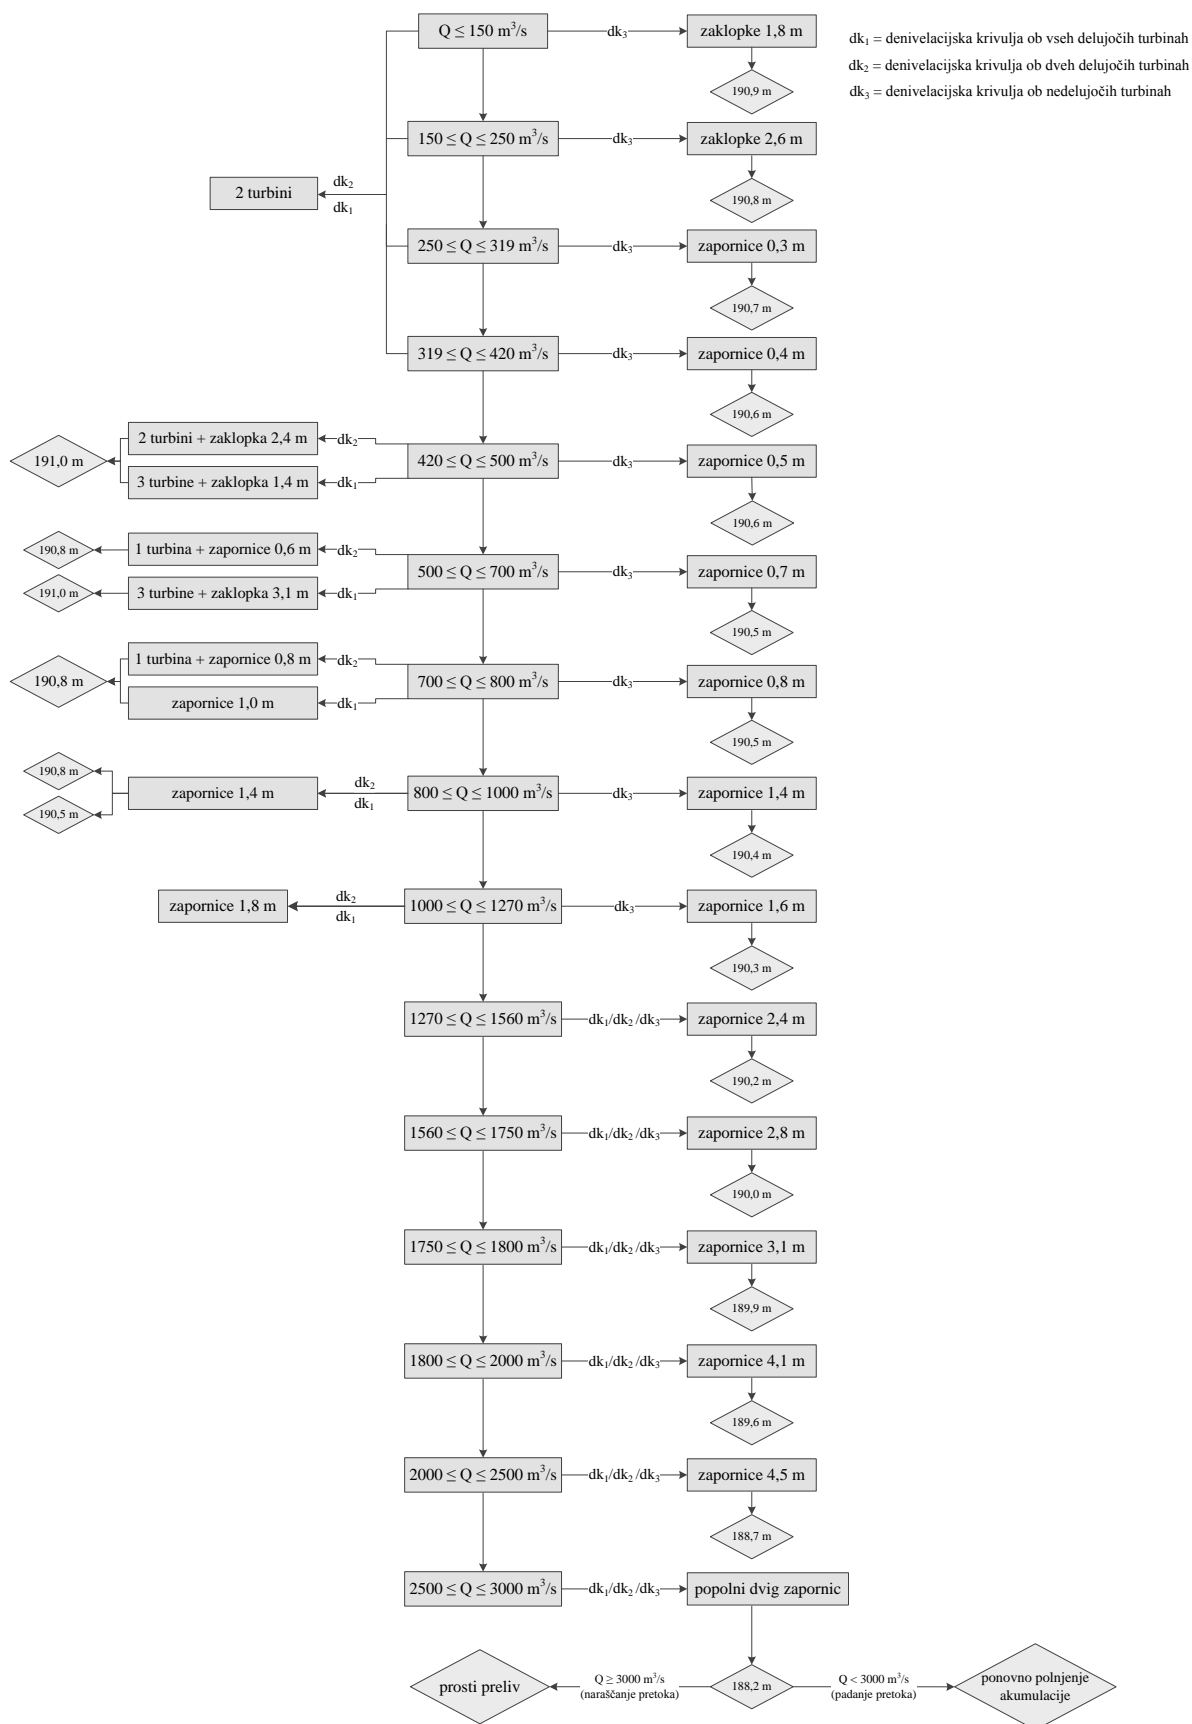 Q ≤ 150 m³/s
dk₃
zaklopke 1,8 m
190,9 m
dk₁ = denivelacijska krivulja ob vseh delujočih turbinah
dk₂ = denivelacijska krivulja ob dveh delujočih turbinah
dk₃ = denivelacijska krivulja ob nedelujočih turbinah
150 ≤ Q ≤ 250 m³/s
dk₃
zaklopke 2,6 m
190,8 m
2 turbini
dk₂
dk₁
250 ≤ Q ≤ 319 m³/s
dk₃
zapornice 0,3 m
190,7 m
319 ≤ Q ≤ 420 m³/s
dk₃
zapornice 0,4 m
190,6 m
191,0 m
2 turbini + zaklopka 2,4 m
dk₂
3 turbine + zaklopka 1,4 m
dk₁
420 ≤ Q ≤ 500 m³/s
dk₃
zapornice 0,5 m
190,6 m
190,8 m
1 turbina + zapornice 0,6 m
dk₂
191,0 m
3 turbine + zaklopka 3,1 m
dk₁
500 ≤ Q ≤ 700 m³/s
dk₃
zapornice 0,7 m
190,5 m
190,8 m
1 turbina + zapornice 0,8 m
dk₂
zapornice 1,0 m
dk₁
700 ≤ Q ≤ 800 m³/s
dk₃
zapornice 0,8 m
190,5 m
190,8 m
190,5 m
zapornice 1,4 m
dk₂
dk₁
800 ≤ Q ≤ 1000 m³/s
dk₃
zapornice 1,4 m
190,4 m
zapornice 1,8 m
dk₂
dk₁
1000 ≤ Q ≤ 1270 m³/s
dk₃
zapornice 1,6 m
190,3 m
1270 ≤ Q ≤ 1560 m³/s
dk₁/dk₂/dk₃
zapornice 2,4 m
190,2 m
1560 ≤ Q ≤ 1750 m³/s
dk₁/dk₂/dk₃
zapornice 2,8 m
190,0 m
1750 ≤ Q ≤ 1800 m³/s
dk₁/dk₂/dk₃
zapornice 3,1 m
189,9 m
1800 ≤ Q ≤ 2000 m³/s
dk₁/dk₂/dk₃
zapornice 4,1 m
189,6 m
2000 ≤ Q ≤ 2500 m³/s
dk₁/dk₂/dk₃
zapornice 4,5 m
188,7 m
2500 ≤ Q ≤ 3000 m³/s
dk₁/dk₂/dk₃
popolni dvig zapornic
prosti preliv
Q ≥ 3000 m³/s
(naraščanje pretoka)
188,2 m
Q < 3000 m³/s
(padanje pretoka)
ponovno polnjenje
akumulacije